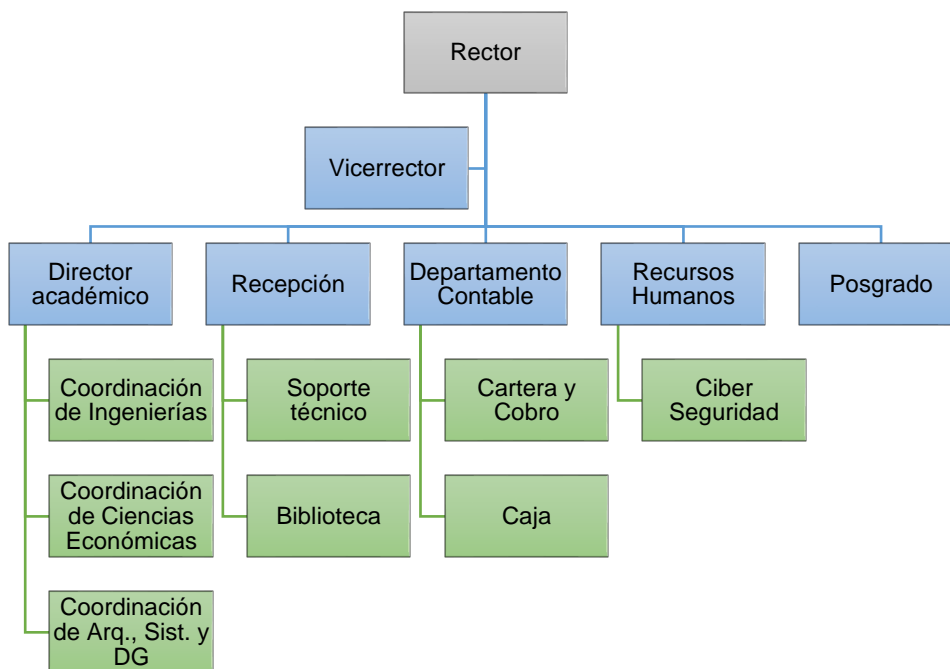 Rector
Vicerrector
Director
académico
Recepción
Departamento
Contable
Recursos
Humanos
Posgrado
Coordinación
de Ingenierías
Soporte
técnico
Cartera y
Cobro
Ciber
Seguridad
Coordinación
de Ciencias
Económicas
Biblioteca
Caja
Coordinación
de Arq., Sist. y
DG